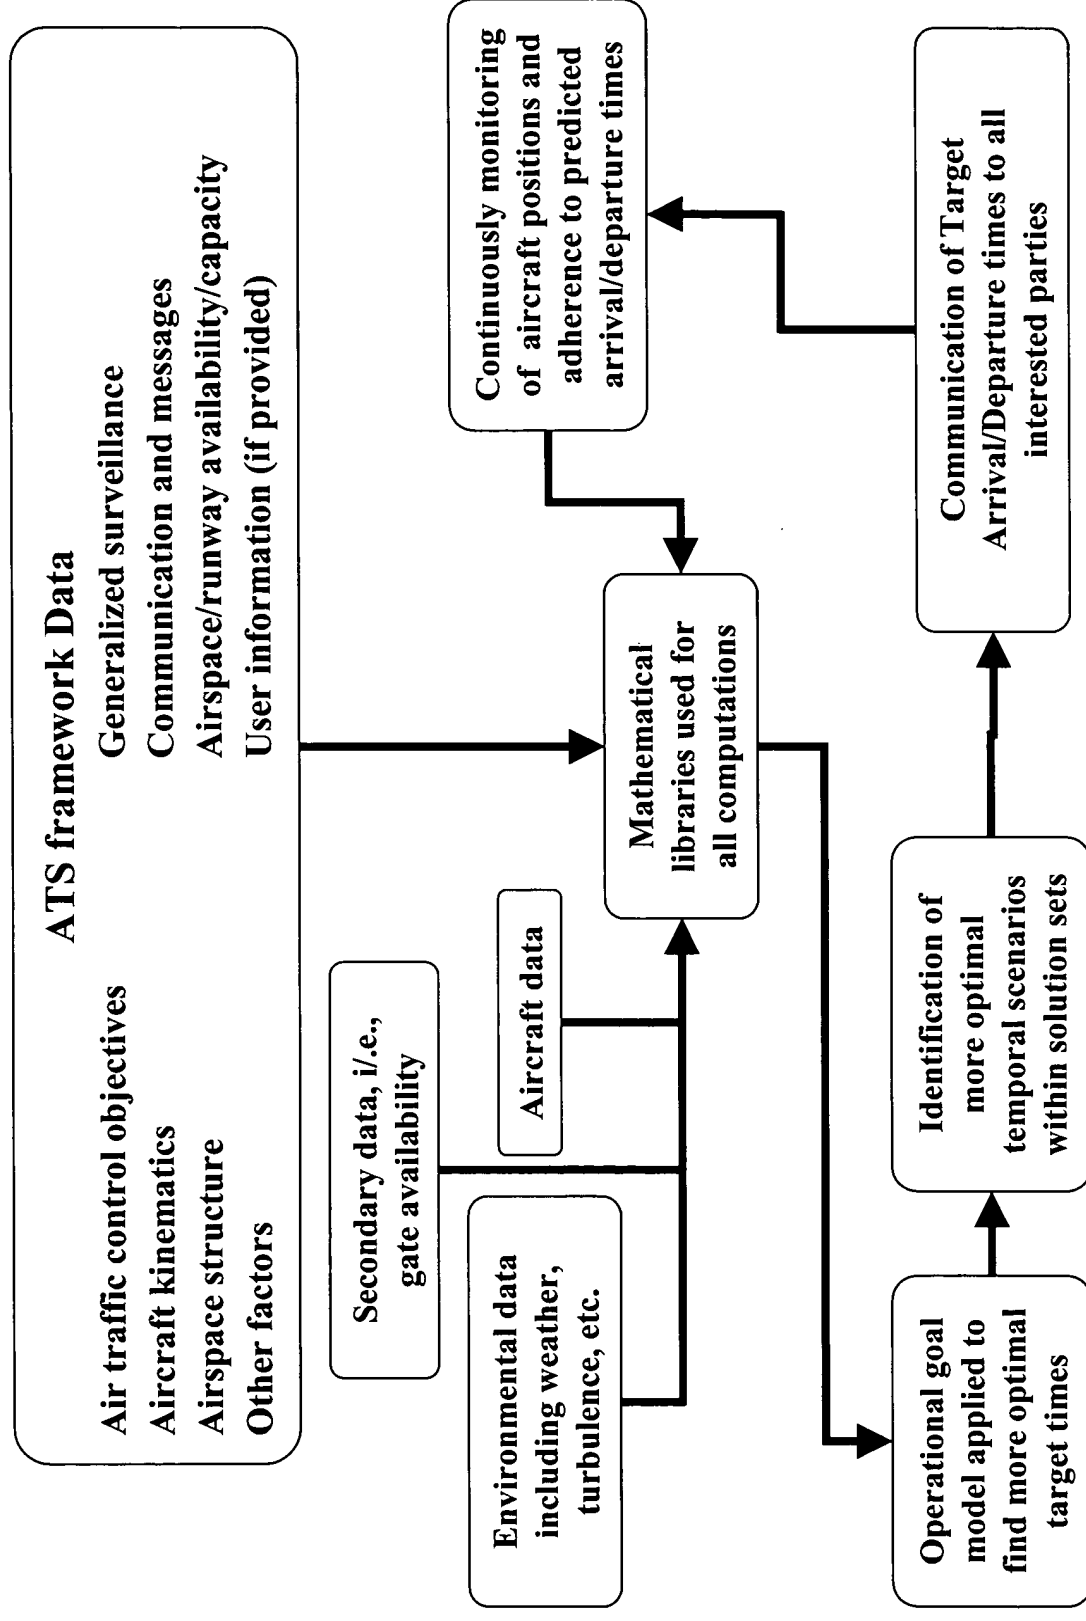 ATS framework Data
Air traffic control objectives
Aircraft kinematics
Airspace structure
Other factors
Generalized surveillance
Communication and messages
Airspace/runway availability/capacity
User information (if provided)
Secondary data, i/.e.,
gate availability
Environmental data
including weather,
turbulence, etc.
Aircraft data
Mathematical
libraries used for
all computations
Continuously monitoring
of aircraft positions and
adherence to predicted
arrival/departure times
Operational goal
model applied to
find more optimal
target times
Identification of
more optimal
temporal scenarios
within solution sets
Communication of Target
Arrival/Departure times to all
interested parties